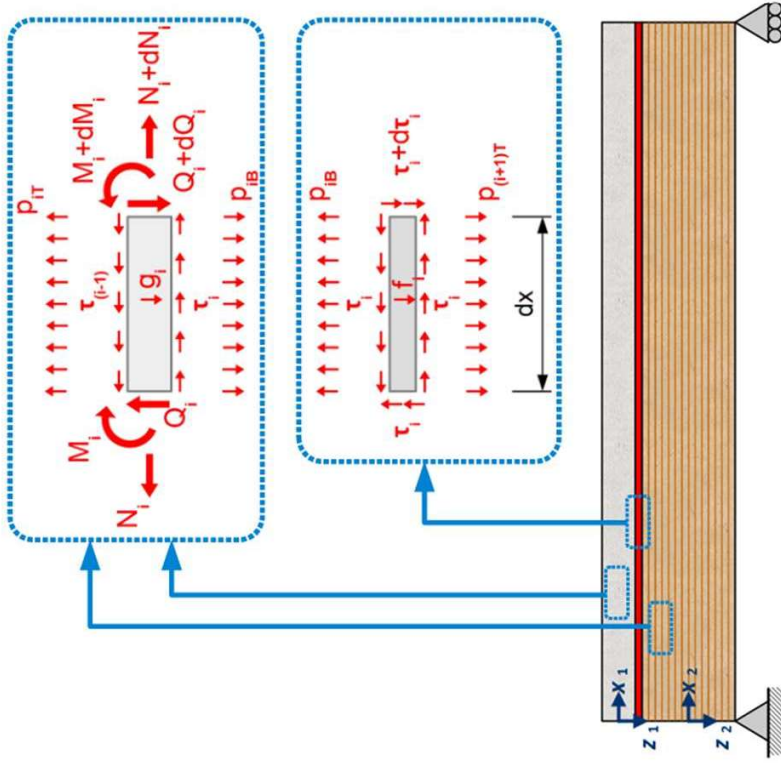 p_iT
M_i+dM_i
M_i
τ_(i-1)
N_i
g_i
N_i+dN_i
τ_i
Q_i
Q_i+dQ_i
p_iB
p_iB
τ_i
τ_i
f_i
τ_i+dτ_i
τ_i
p_(i+1)T
dx
x_1
z_1
x_2
z_2